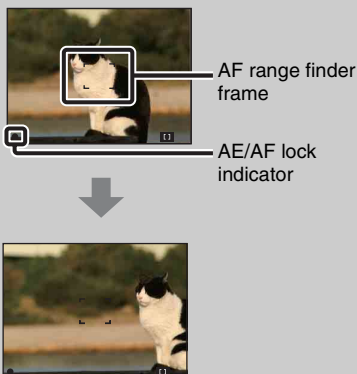 AF range finder
frame
AE/AF lock
indicator